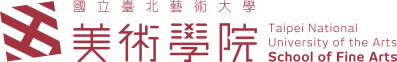 國立臺北藝術大學
美術學院
Taipei National
University of the Arts
School of Fine Arts